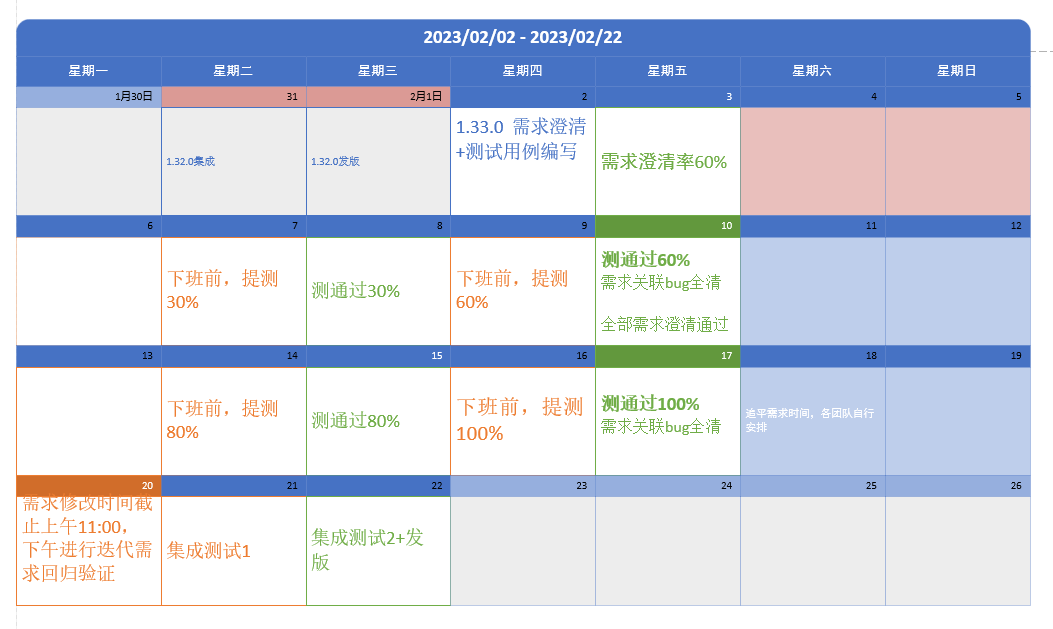 2023/02/02 - 2023/02/22
星期一
星期二
星期三
星期四
星期五
星期六
星期日
1月30日
31
2月1日
2
3
4
5
1.32.0集成
1.32.0发版
1.33.0 需求澄清
+测试用例编写
需求澄清率60%
6
7
8
9
10
11
12
下班前，提测
30%
测通过30%
下班前，提测
60%
测通过60%
需求关联bug全清
全部需求澄清通过
13
14
15
16
17
18
19
下班前，提测
80%
测通过80%
下班前，提测
100%
测通过100%
需求关联bug全清
追平需求时间，各团队自行
安排
20
21
22
23
24
25
26
需求修改时间截
止上午11:00，
下午进行迭代需
求回归验证
集成测试1
集成测试2+发
版